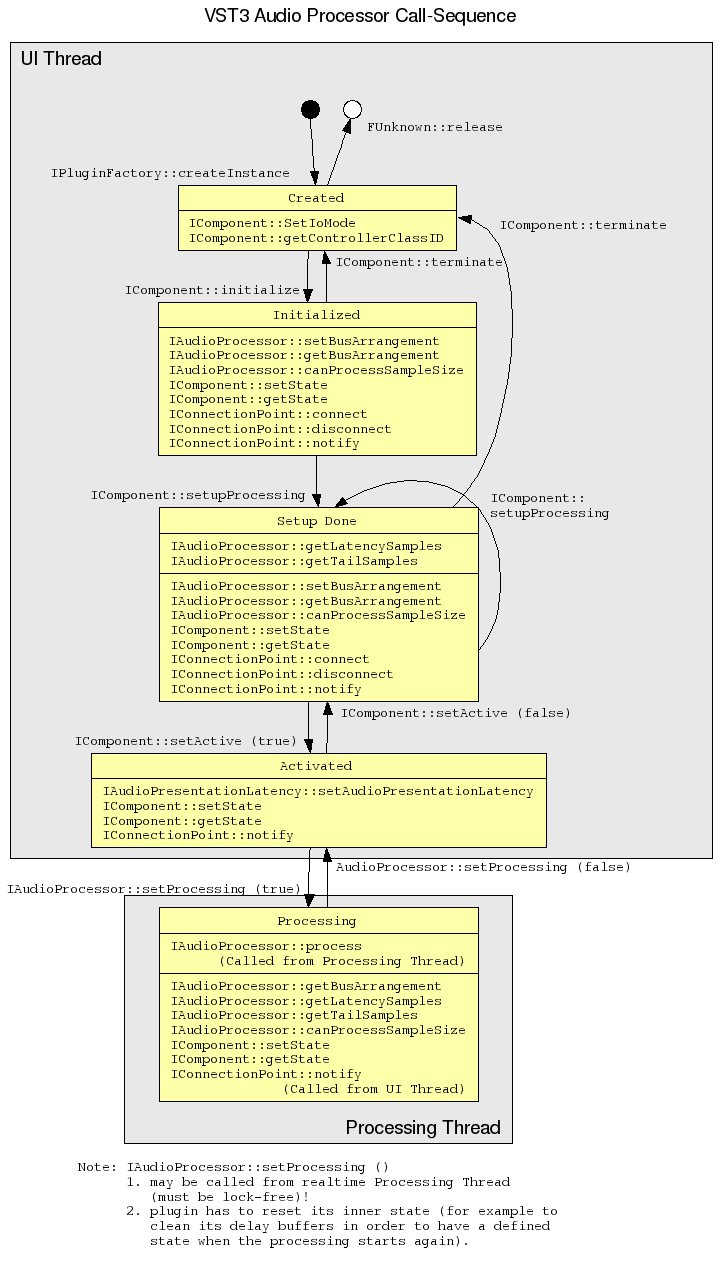 VST3 Audio Processor Call-Sequence
UI Thread
FUnknown::release
IPluginFactory::createInstance
Created
IComponent::SetIoMode
IComponent::getControllerClassID
IComponent::terminate
IComponent::terminate
IComponent::initialize
Initialized
IAudioProcessor::setBusArrangement
IAudioProcessor::getBusArrangement
IAudioProcessor::canProcessSampleSize
IComponent::setState
IComponent::getState
IConnectionPoint::connect
IConnectionPoint::disconnect
IConnectionPoint::notify
IComponent::setupProcessing
IComponent::
setupProcessing
Setup Done
IAudioProcessor::getLatencySamples
IAudioProcessor::getTailSamples
IAudioProcessor::setBusArrangement
IAudioProcessor::getBusArrangement
IAudioProcessor::canProcessSampleSize
IComponent::setState
IComponent::getState
IConnectionPoint::connect
IConnectionPoint::disconnect
IConnectionPoint::notify
IComponent::setActive (false)
IComponent::setActive (true)
Activated
IAudioPresentationLatency::setAudioPresentationLatency
IComponent::setState
IComponent::getState
IConnectionPoint::notify
AudioProcessor::setProcessing (false)
IAudioProcessor::setProcessing (true)
Processing
IAudioProcessor::process
(Called from Processing Thread)
IAudioProcessor::getBusArrangement
IAudioProcessor::getLatencySamples
IAudioProcessor::getTailSamples
IAudioProcessor::canProcessSampleSize
IComponent::setState
IComponent::getState
IConnectionPoint::notify
(Called from UI Thread)
Processing Thread
Note: IAudioProcessor::setProcessing ()
1. may be called from realtime Processing Thread
(must be lock-free)!
2. plugin has to reset its inner state (for example to
clean its delay buffers in order to have a defined
state when the processing starts again).